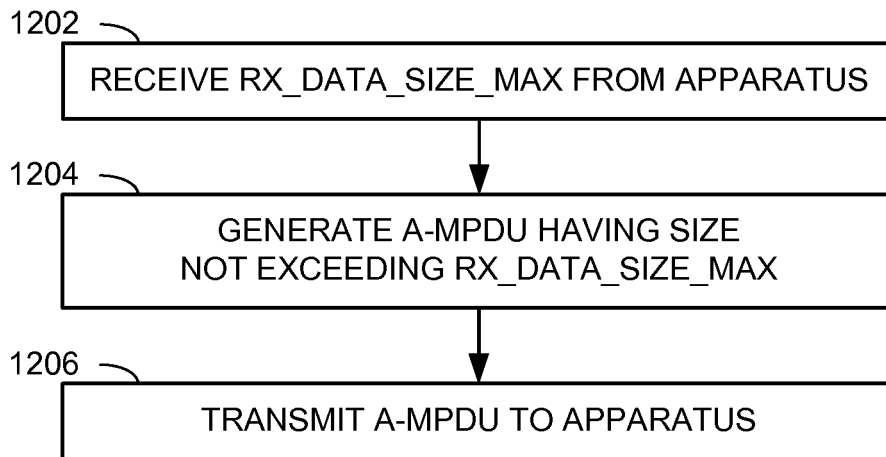 1202
RECEIVE RX_DATA_SIZE_MAX FROM APPARATUS
1204
GENERATE A-MPDU HAVING SIZE
NOT EXCEEDING RX_DATA_SIZE_MAX
1206
TRANSMIT A-MPDU TO APPARATUS